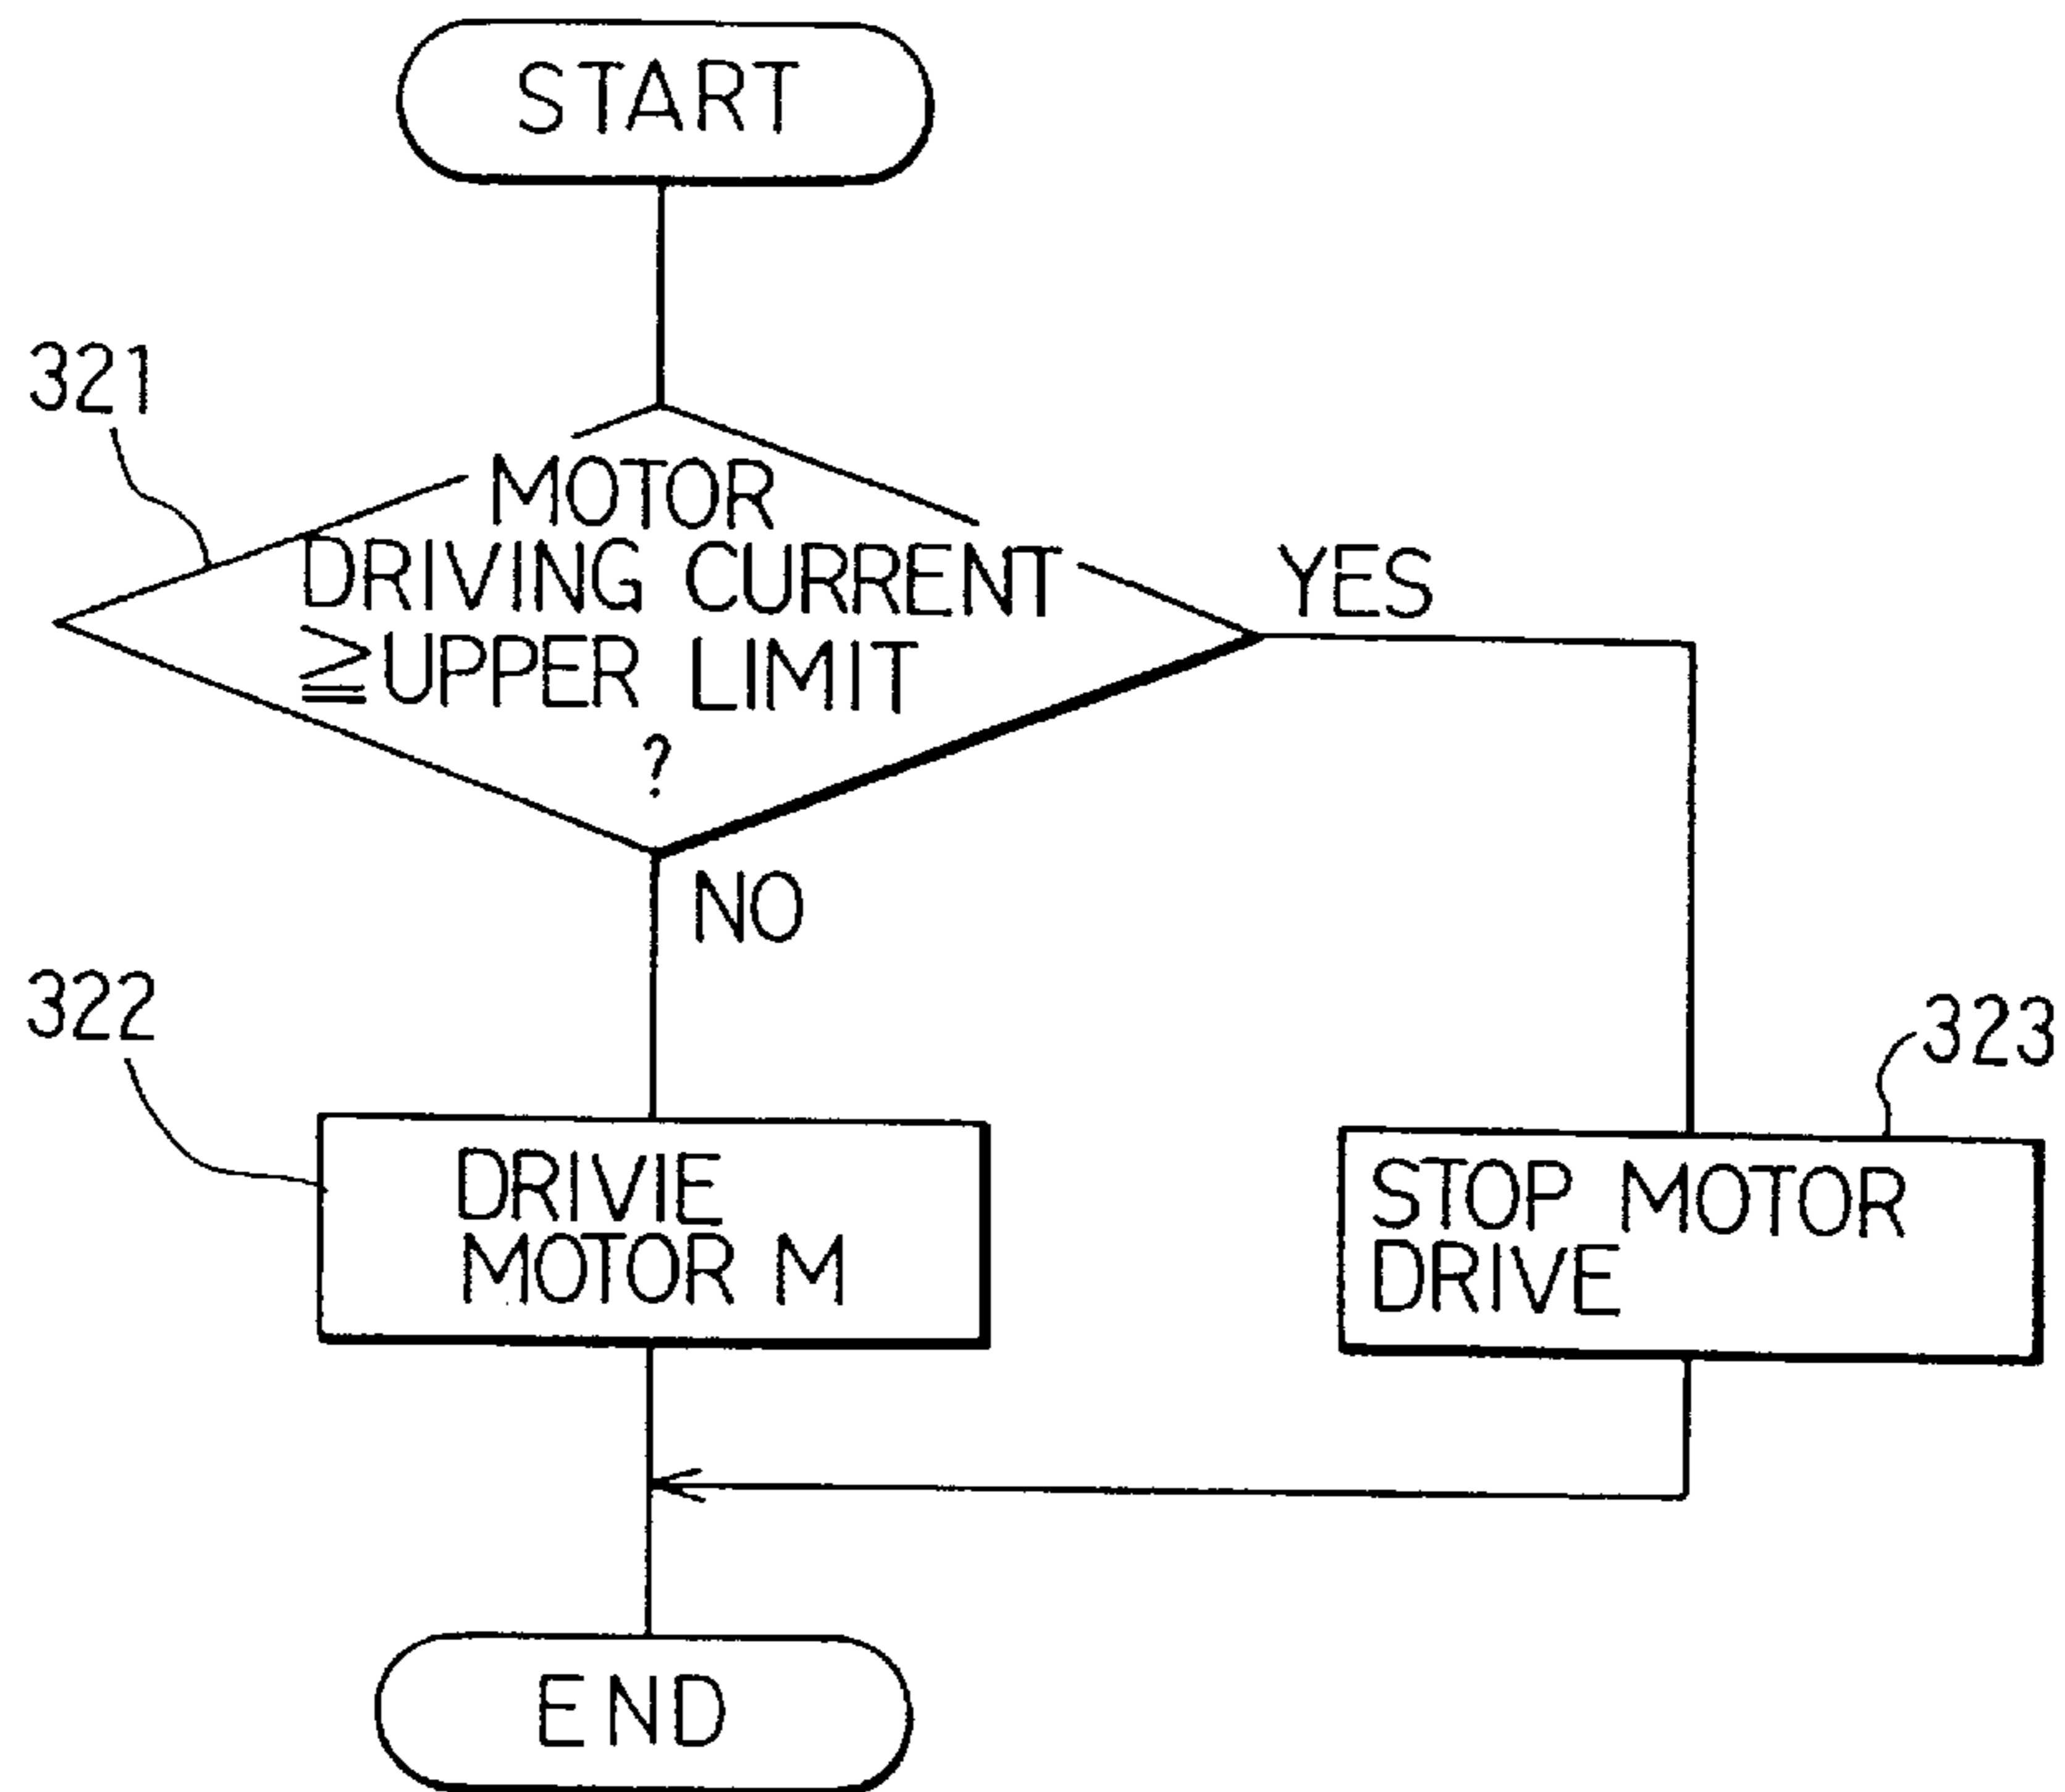 START
321
MOTOR
DRIVING CURRENT
≧UPPER LIMIT
?
YES
NO
322
323
DRIVIE
MOTOR M
STOP MOTOR
DRIVE
END